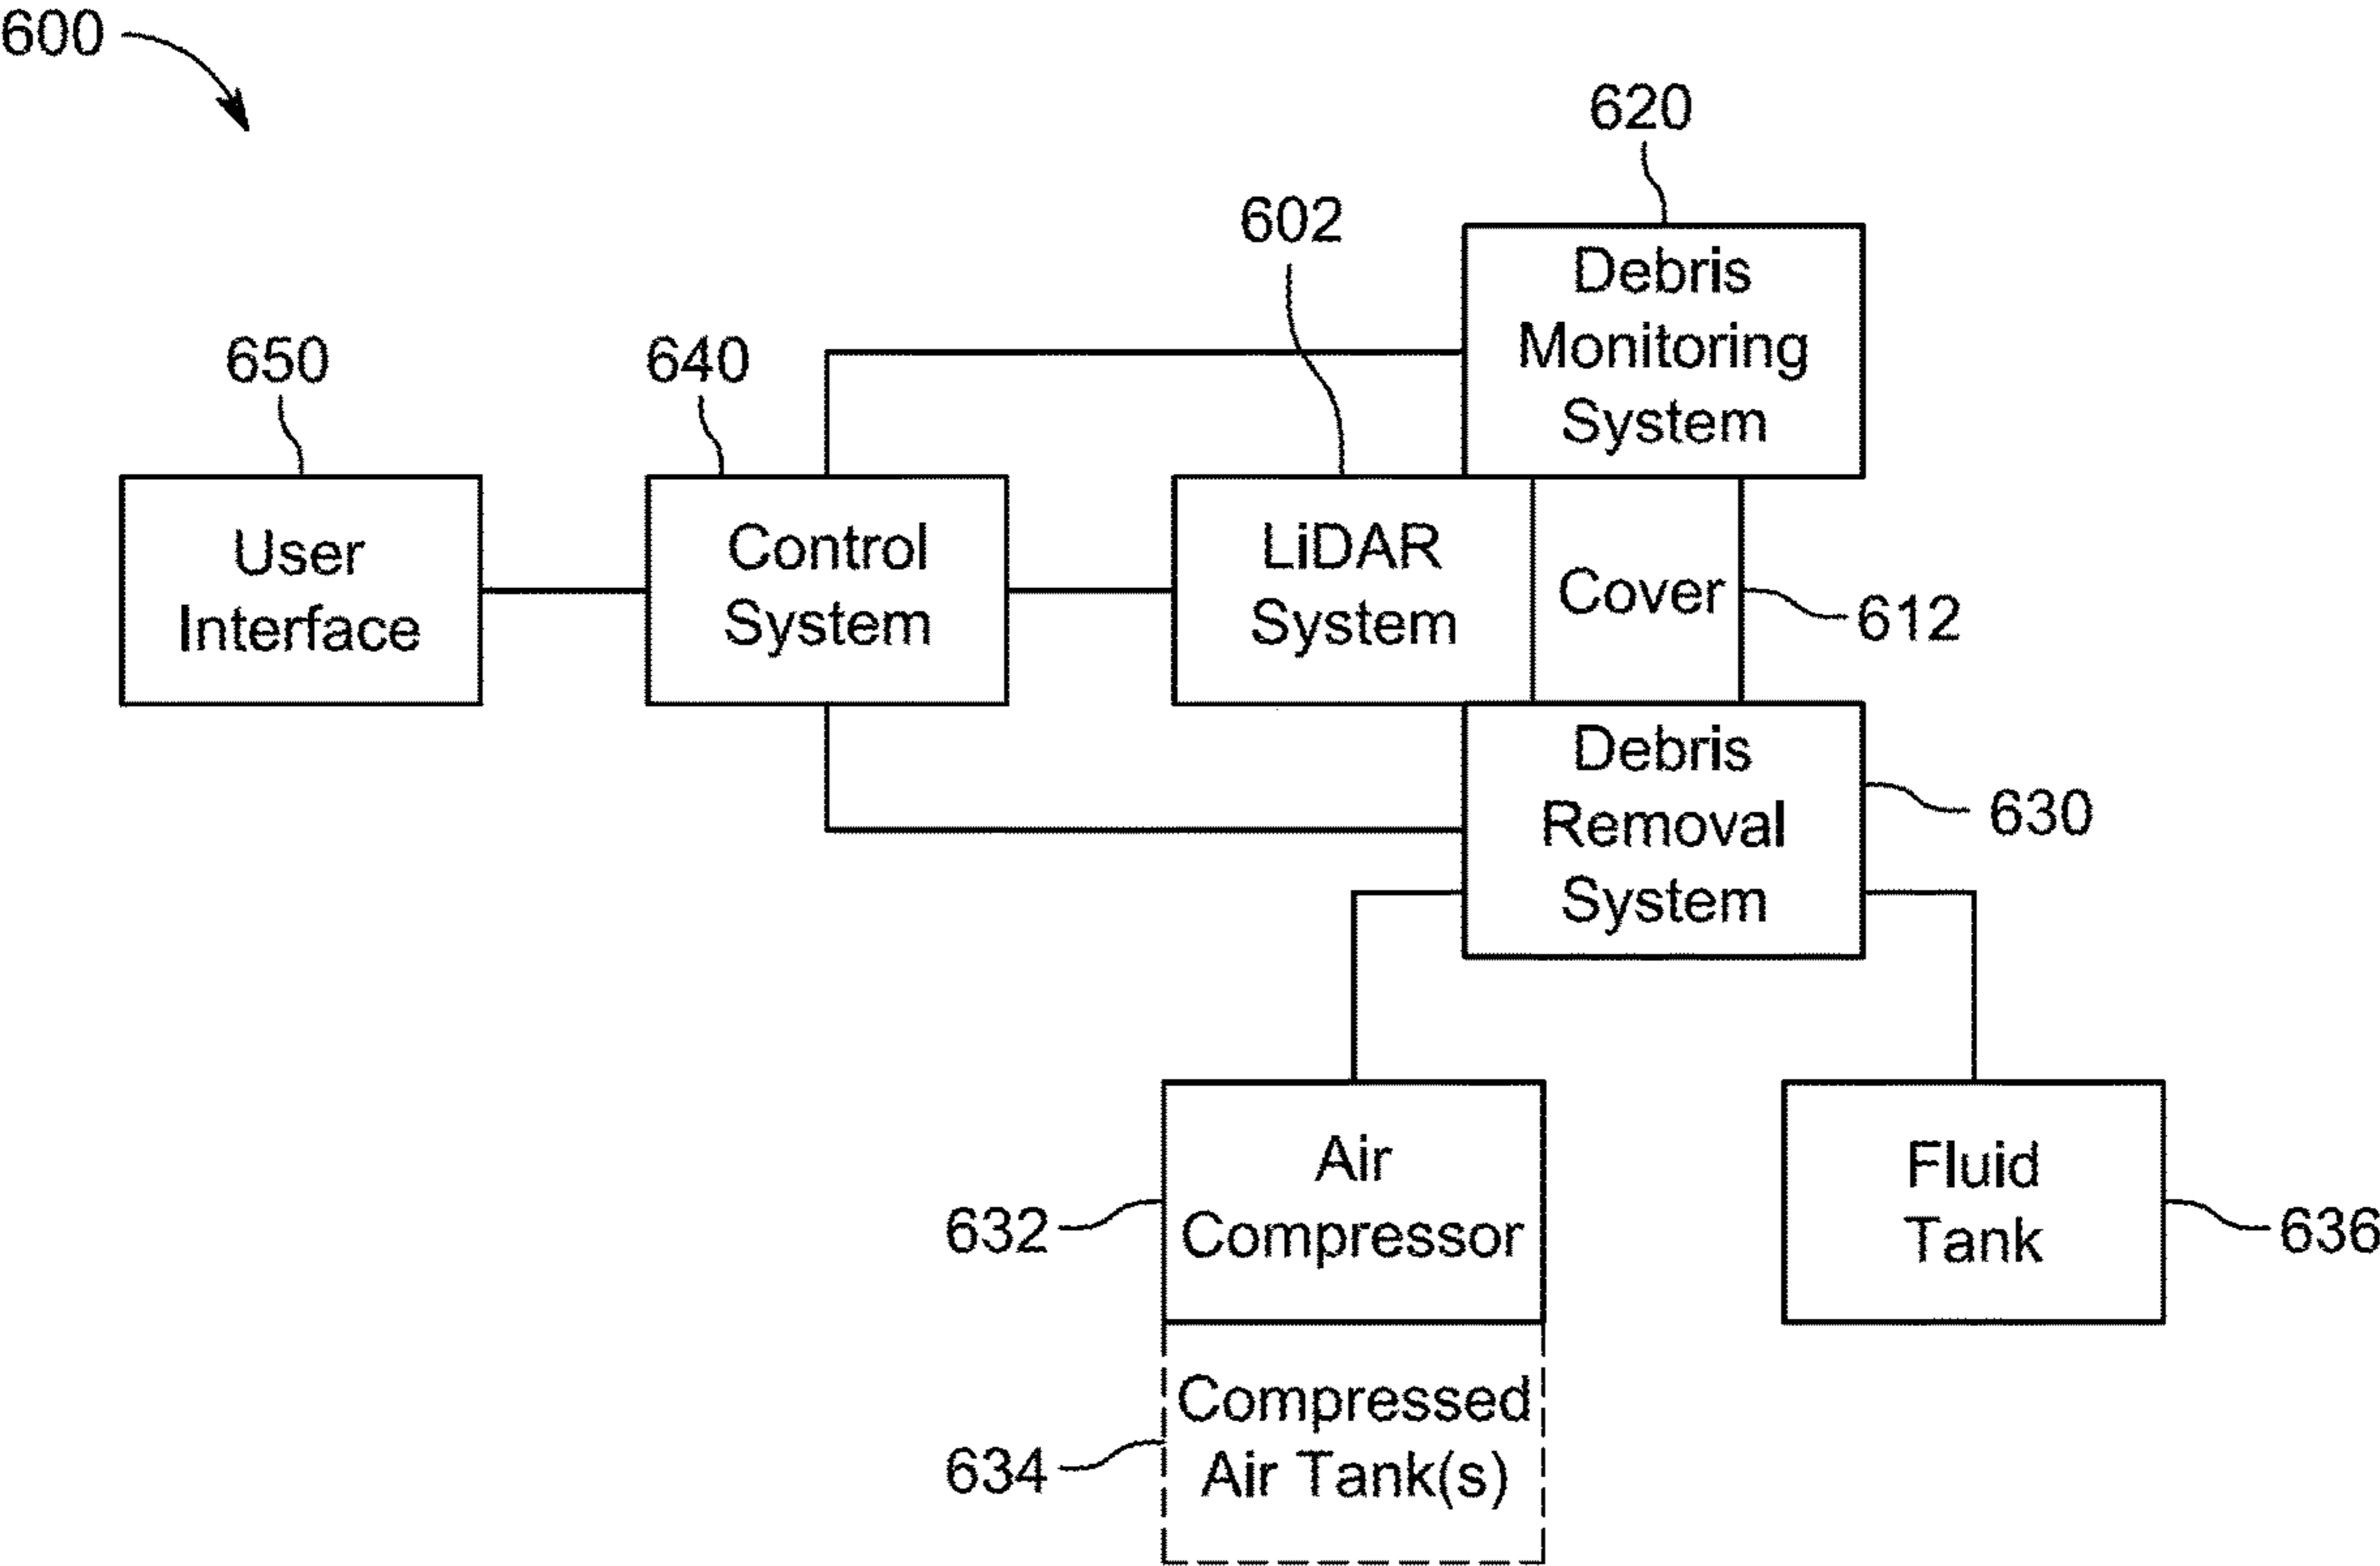 600
620
602
Debris
Monitoring
System
650
640
User
Interface
Control
System
LiDAR
System
Cover
612
Debris
Removal
System
630
Air
Compressor
632
Fluid
Tank
636
Compressed
Air Tank(s)
634